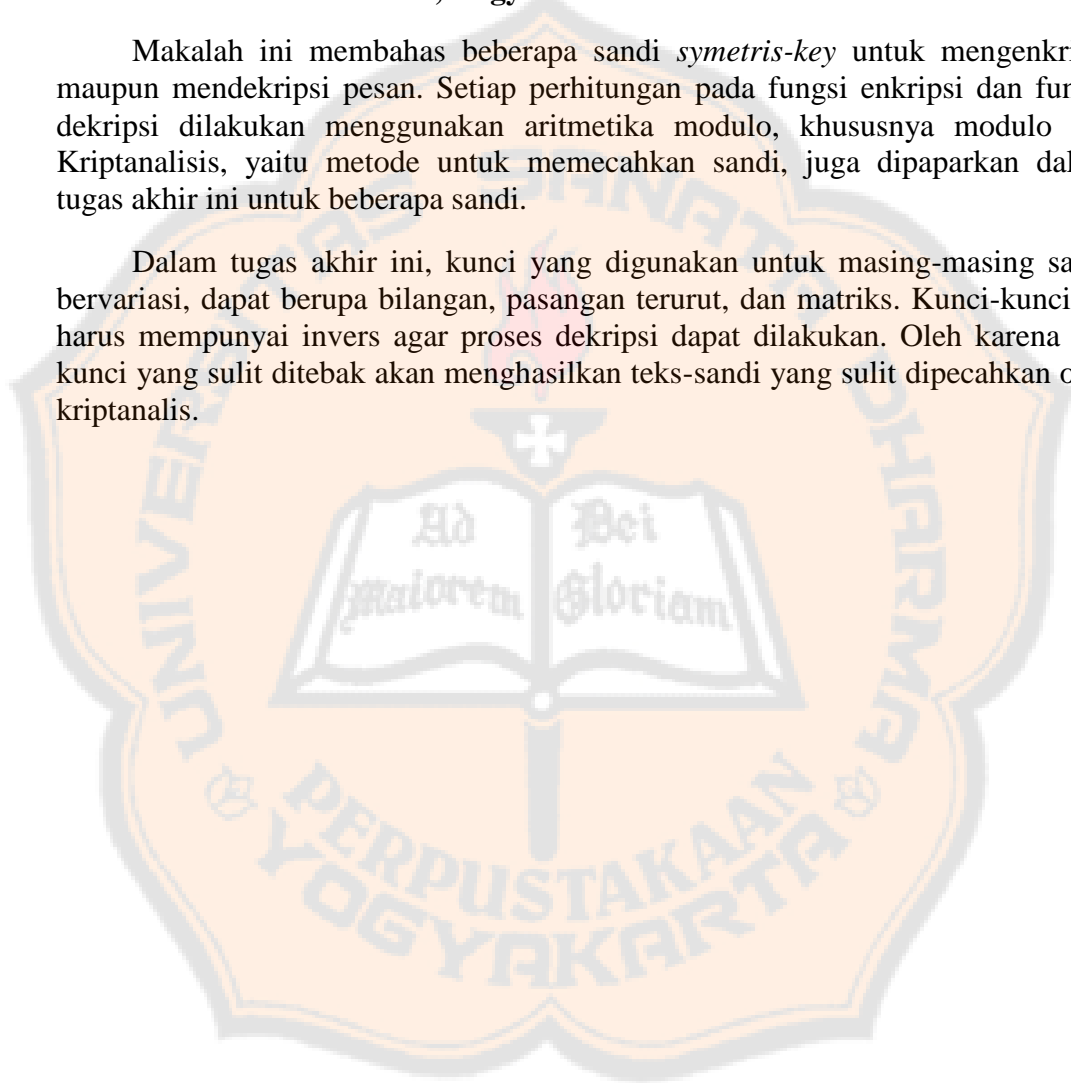 Makalah ini membahas beberapa sandi symetris-key untuk mengenkri
maupun mendekripsi pesan. Setiap perhitungan pada fungsi enkripsi dan fun
dekripsi dilakukan menggunakan aritmetika modulo, khususnya modulo
Kriptanalisis, yaitu metode untuk memecahkan sandi, juga dipaparkan dal
tugas akhir ini untuk beberapa sandi.
Dalam tugas akhir ini, kunci yang digunakan untuk masing-masing sa
bervariasi, dapat berupa bilangan, pasangan terurut, dan matriks. Kunci-kunci
harus mempunyai invers agar proses dekripsi dapat dilakukan. Oleh karena
kunci yang sulit ditebak akan menghasilkan teks-sandi yang sulit dipecahkan o
kriptanalis.
UNIVERSITAS SANATA DHARMA
Ad Dei
Maiorem Gloriam
PERPUSTAKAAN
YOGYAKARTA